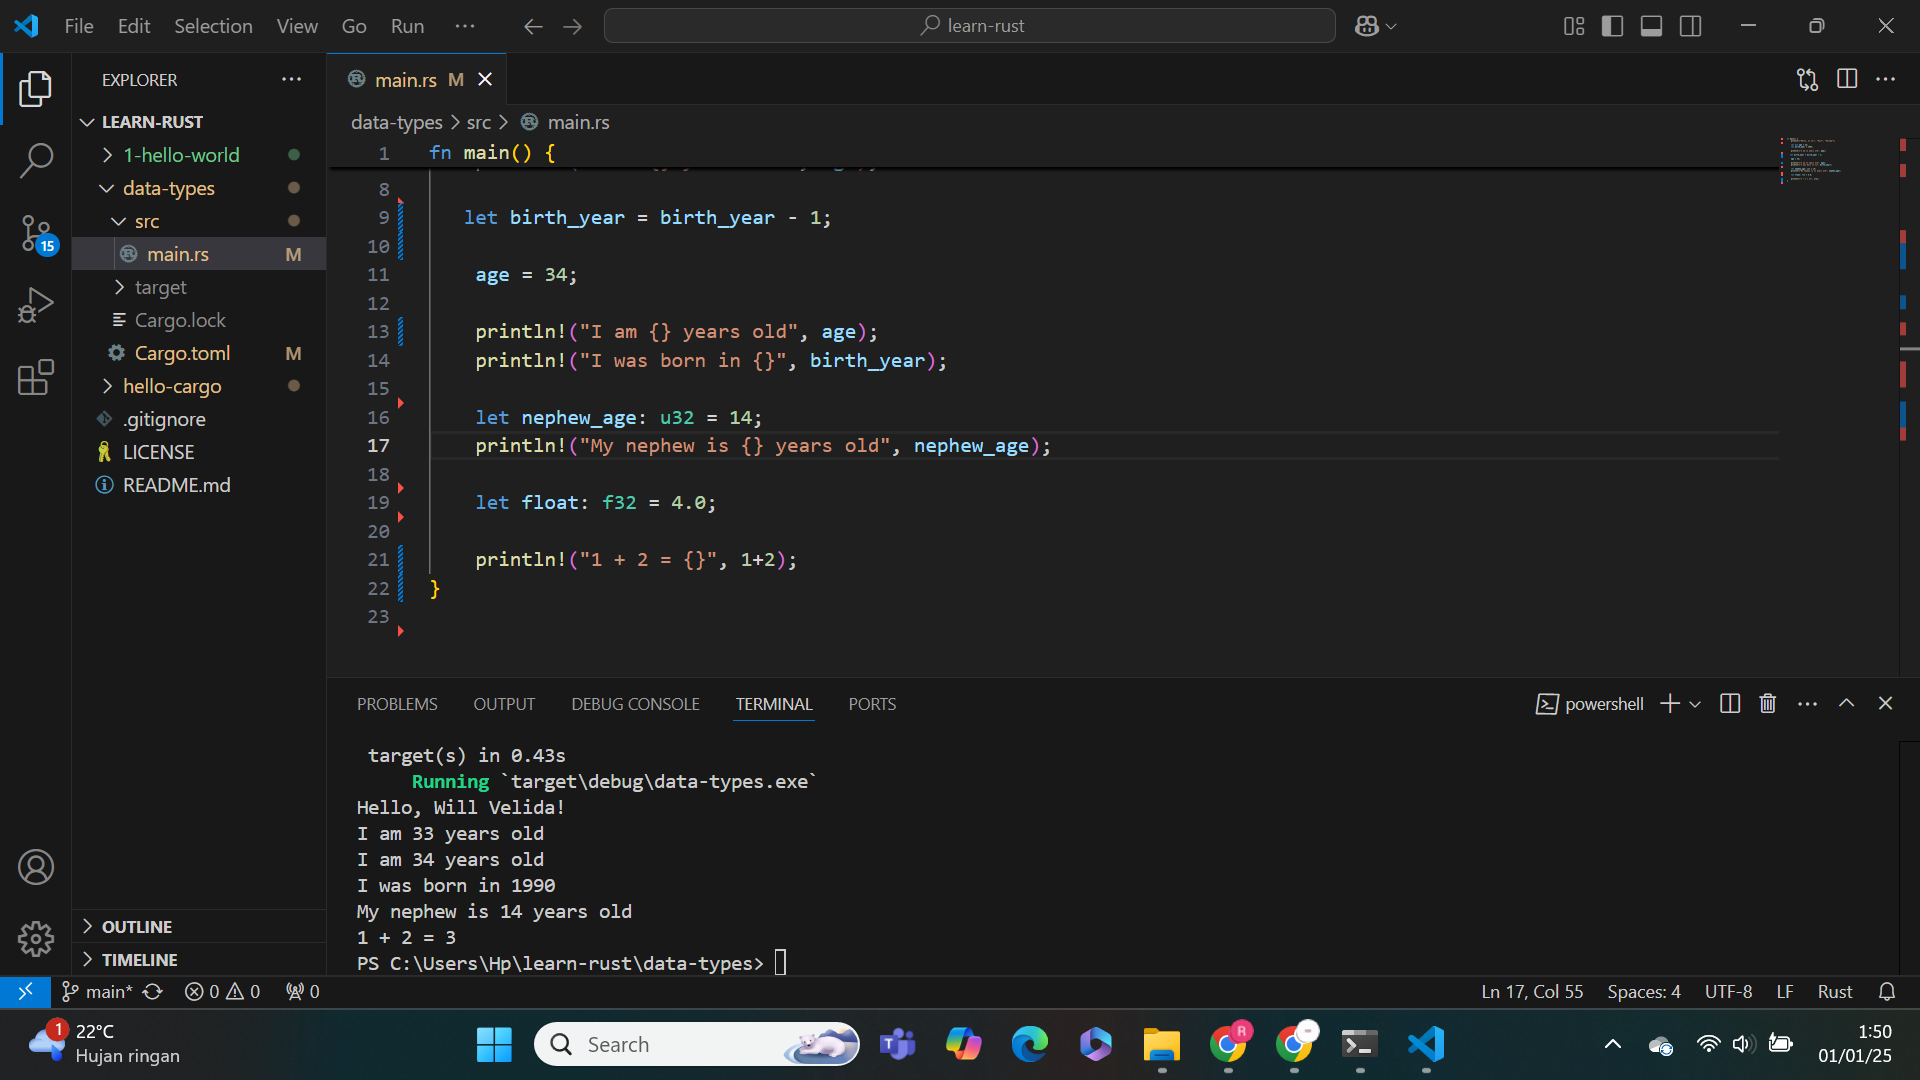 File Edit Selection View Go Run ···
learn-rust
EXPLORER
LEARN-RUST
1-hello-world
data-types
src
main.rs M
target
Cargo.lock
Cargo.toml M
hello-cargo
.gitignore
LICENSE
README.md
OUTLINE
TIMELINE
15
main.rs M
data-types > src > main.rs
1 fn main() {
8
9 let birth_year = birth_year - 1;
10
11 age = 34;
12
13 println!("I am {} years old", age);
14 println!("I was born in {}", birth_year);
15
16 let nephew_age: u32 = 14;
17 println!("My nephew is {} years old", nephew_age);
18
19 let float: f32 = 4.0;
20
21 println!("1 + 2 = {}", 1+2);
22 }
23
PROBLEMS OUTPUT DEBUG CONSOLE TERMINAL PORTS
powershell
target(s) in 0.43s
Running `target\debug\data-types.exe`
Hello, Will Velida!
I am 33 years old
I am 34 years old
I was born in 1990
My nephew is 14 years old
1 + 2 = 3
PS C:\Users\Hp\learn-rust\data-types>
main* 0 0 0
Ln 17, Col 55 Spaces: 4 UTF-8 LF Rust
1
22°C
Hujan ringan
Search
R
1:50
01/01/25